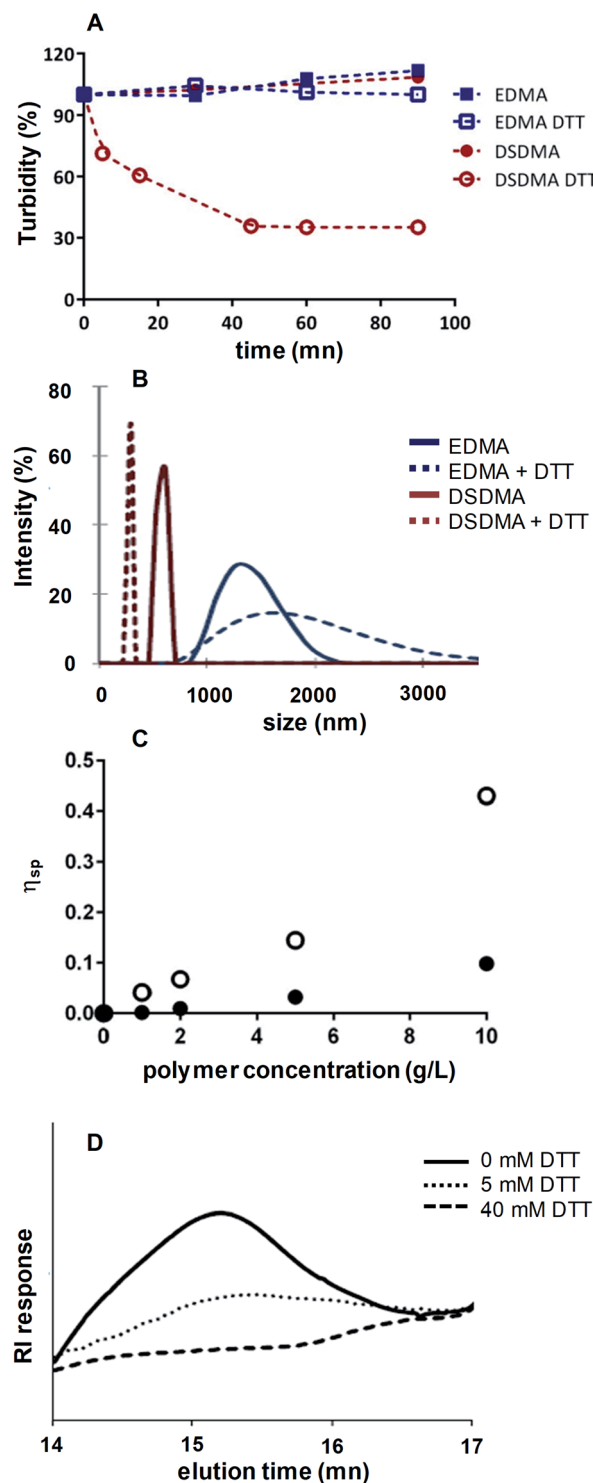 A
120
90
60
30
0
Turbidity (%)
0 20 40 60 80 100
time (mn)
EDMA
EDMA DTT
DSDMA
DSDMA DTT
B
80
60
40
20
0
Intensity (%)
0 1000 2000 3000
size (nm)
EDMA
EDMA + DTT
DSDMA
DSDMA + DTT
C
0.5
0.4
0.3
0.2
0.1
0.0
ηsp
0 2 4 6 8 10
polymer concentration (g/L)
D
0 mM DTT
5 mM DTT
40 mM DTT
RI response
14 15 16 17
elution time (mn)